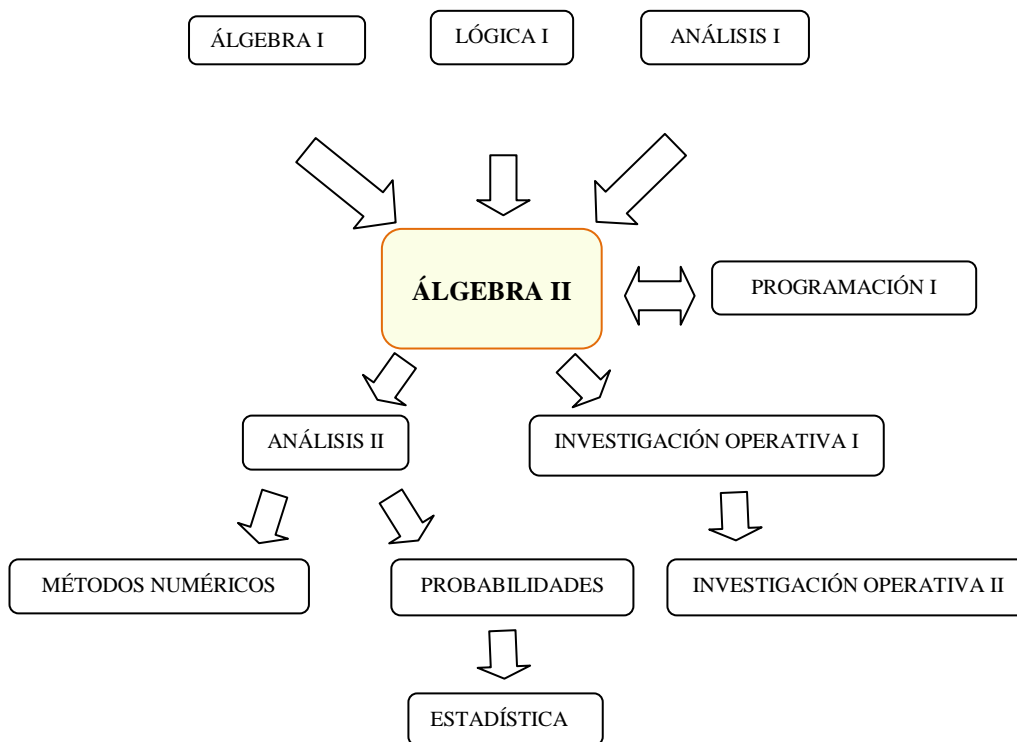 ÁLGEBRA I
LÓGICA I
ANÁLISIS I
ÁLGEBRA II
PROGRAMACIÓN I
ANÁLISIS II
INVESTIGACIÓN OPERATIVA I
MÉTODOS NUMÉRICOS
PROBABILIDADES
INVESTIGACIÓN OPERATIVA II
ESTADÍSTICA